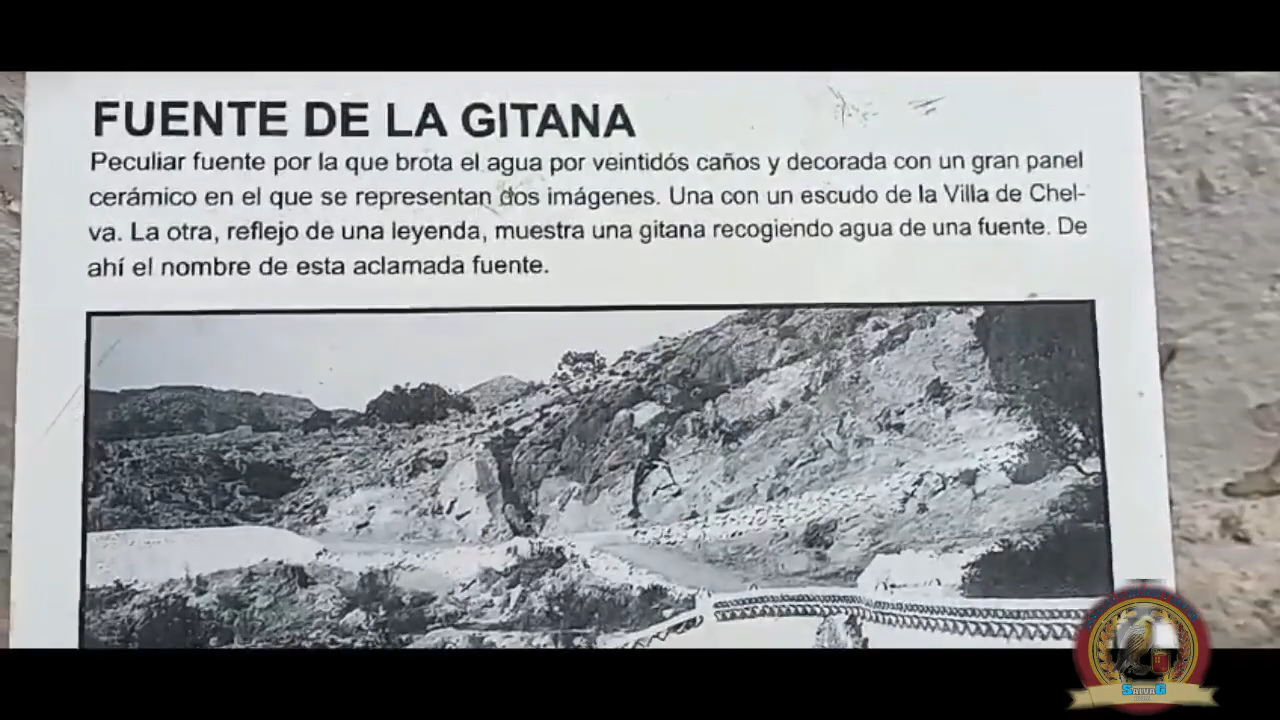 FUENTE DE LA GITANA
Peculiar fuente por la que brota el agua por veintidós caños y decorada con un gran panel
cerámico en el que se representan dos imágenes. Una con un escudo de la Villa de Chel-
va. La otra, reflejo de una leyenda, muestra una gitana recogiendo agua de una fuente. De
ahí el nombre de esta aclamada fuente.
SALVAG